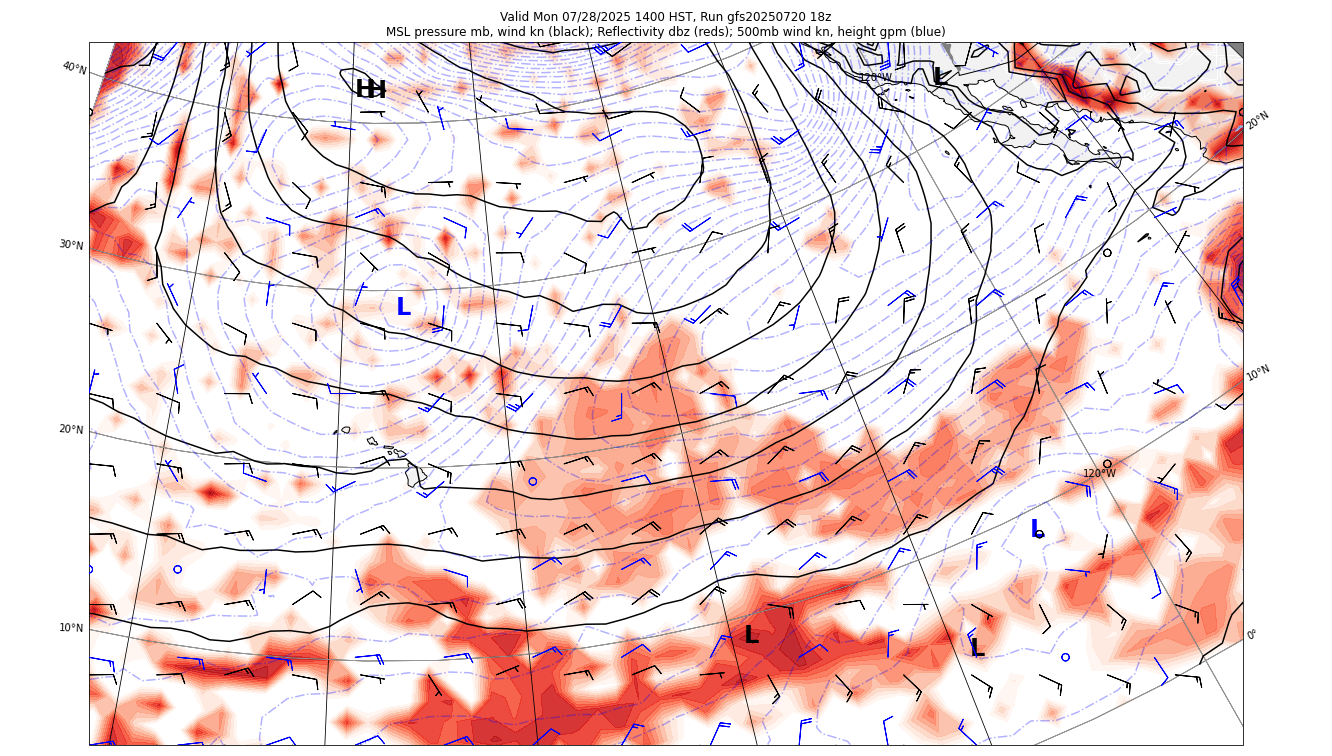 Valid Mon 07/28/2025 1400 HST, Run gfs20250720 18z
MSL pressure mb, wind kn (black); Reflectivity dbz (reds); 500mb wind kn, height gpm (blue)
40°N
H
H
H
120°W
L
20°N
30°N
L
10°N
20°N
120°W
L
10°N
L
L
0°